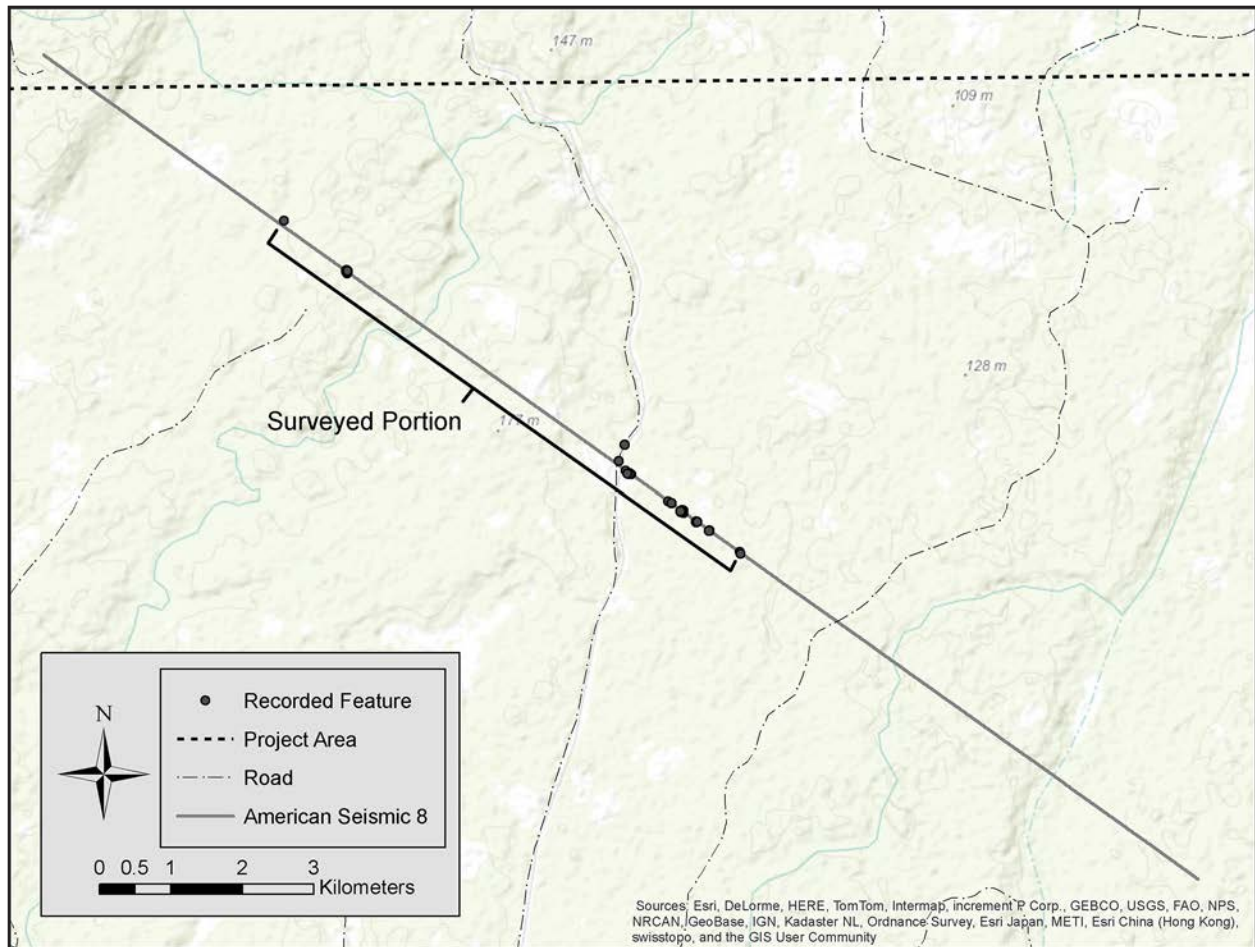 147 m
109 m
128 m
Surveyed Portion
177 m
N
Recorded Feature
Project Area
Road
American Seismic 8
0 0.5 1 2 3
Kilometers
Sources: Esri, DeLorme, HERE, TomTom, Intermap, increment P Corp., GEBCO, USGS, FAO, NPS,
NRCAN, GeoBase, IGN, Kadaster NL, Ordnance Survey, Esri Japan, METI, Esri China (Hong Kong),
swisstopo, and the GIS User Community